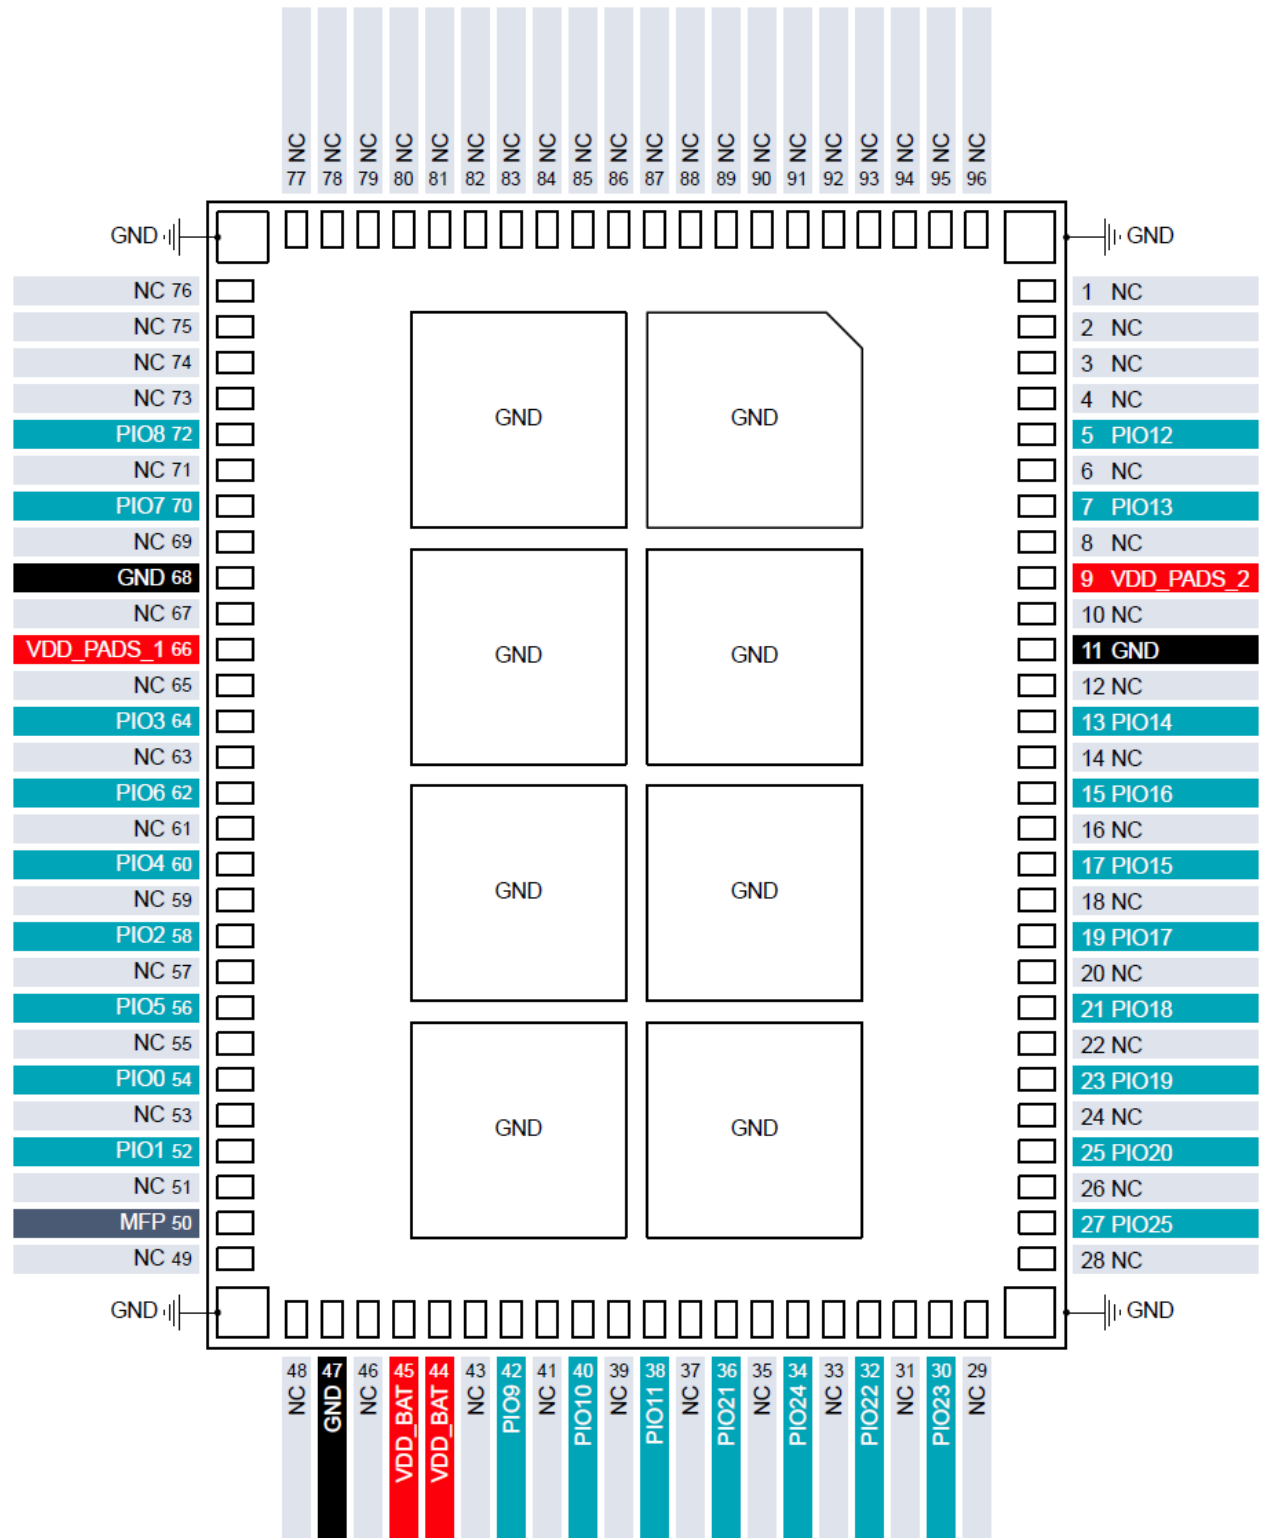 NC NC NC NC NC NC NC NC NC NC NC NC NC NC NC NC NC NC NC NC
77 78 79 80 81 82 83 84 85 86 87 88 89 90 91 92 93 94 95 96
GND GND
NC 76 1 NC
NC 75 2 NC
NC 74 GND GND 3 NC
NC 73 4 NC
PIO8 72 5 PIO12
NC 71 6 NC
PIO7 70 7 PIO13
NC 69 8 NC
GND 68 9 VDD_PADS_2
NC 67 10 NC
VDD_PADS_1 66 GND GND 11 GND
NC 65 12 NC
PIO3 64 13 PIO14
NC 63 14 NC
PIO6 62 15 PIO16
NC 61 16 NC
PIO4 60 17 PIO15
NC 59 GND GND 18 NC
PIO2 58 19 PIO17
NC 57 20 NC
PIO5 56 21 PIO18
NC 55 22 NC
PIO0 54 23 PIO19
NC 53 GND GND 24 NC
PIO1 52 25 PIO20
NC 51 26 NC
MFP 50 27 PIO25
NC 49 28 NC
GND GND
48 47 46 45 44 43 42 41 40 39 38 37 36 35 34 33 32 31 30 29
NC GND NC VDD_BAT VDD_BAT NC PIO9 NC PIO10 NC PIO11 NC PIO21 NC PIO24 NC PIO22 NC PIO23 NC